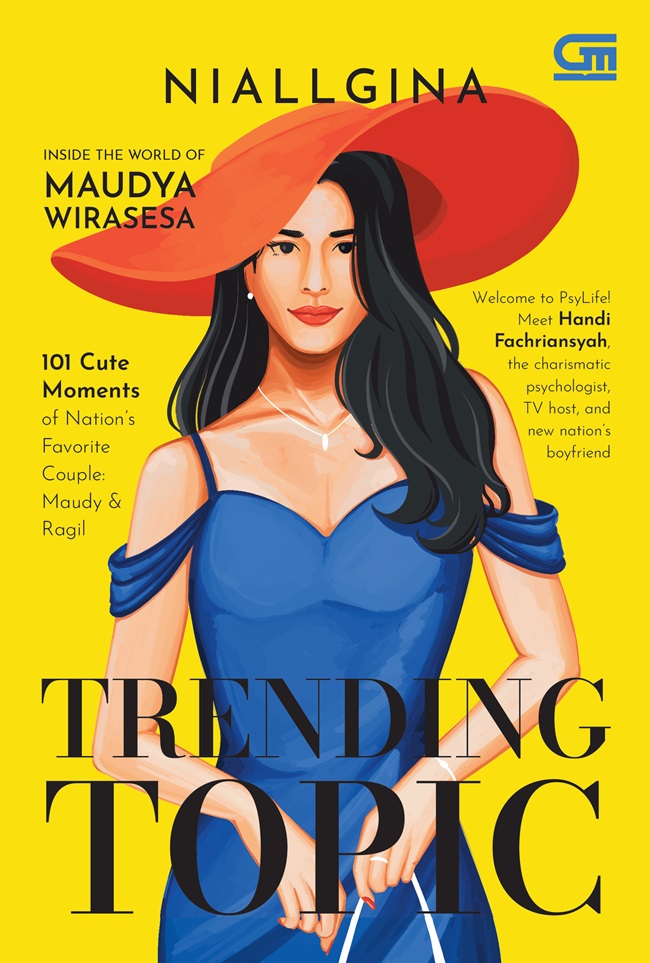 GM
NIALLGINA
INSIDE THE WORLD OF
MAUDYA
WIRASESA
Welcome to PsyLife!
Meet Handi
Fachriansyah,
the charismatic
psychologist,
TV host, and
new nation's
boyfriend
101 Cute
Moments
of Nation's
Favorite
Couple:
Maudy &
Ragil
TRENDING
TOPIC